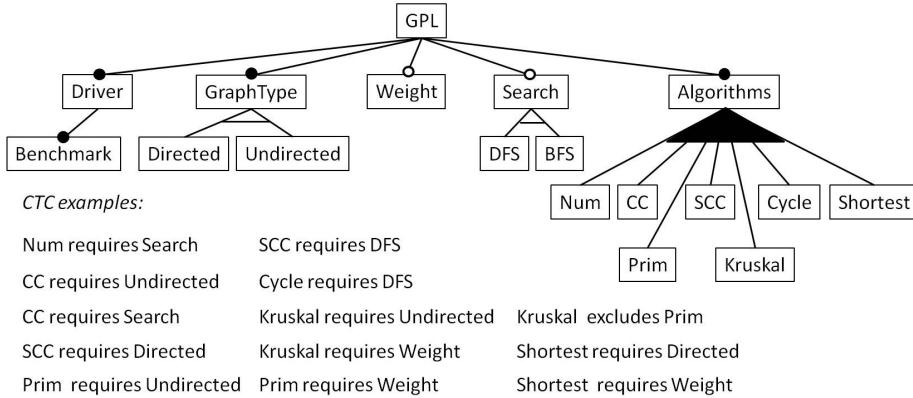 GPL
Driver GraphType Weight Search Algorithms
Benchmark Directed Undirected DFS BFS
Num CC SCC Cycle Shortest
Prim Kruskal
CTC examples:
Num requires Search SCC requires DFS
CC requires Undirected Cycle requires DFS
CC requires Search Kruskal requires Undirected Kruskal excludes Prim
SCC requires Directed Kruskal requires Weight Shortest requires Directed
Prim requires Undirected Prim requires Weight Shortest requires Weight